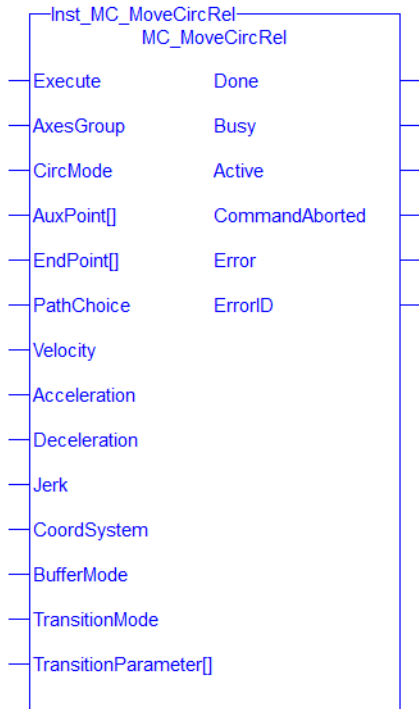 Inst_MC_MoveCircRel
MC_MoveCircRel
Execute Done
AxesGroup Busy
CircMode Active
AuxPoint[] CommandAborted
EndPoint[] Error
PathChoice ErrorID
Velocity
Acceleration
Deceleration
Jerk
CoordSystem
BufferMode
TransitionMode
TransitionParameter[]